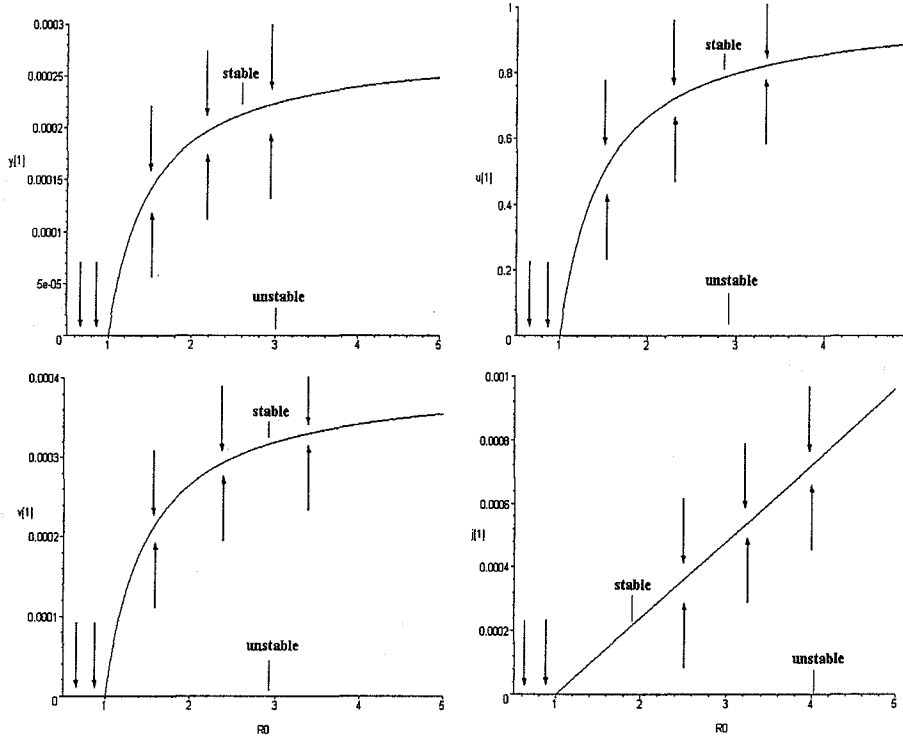 0.0003
stable
0.00025
0.0002
y[1]
0.00015
0.0001
5e-05
unstable
0
1
2
3
4
5
1
stable
0.8
0.6
u[1]
0.4
0.2
unstable
0
1
2
3
4
0.0004
stable
0.0003
v[1]
0.0002
0.0001
unstable
0
1
2
3
4
5
R0
0.001
0.0008
0.0006
j[1]
0.0004
stable
0.0002
unstable
0
1
2
3
4
5
R0